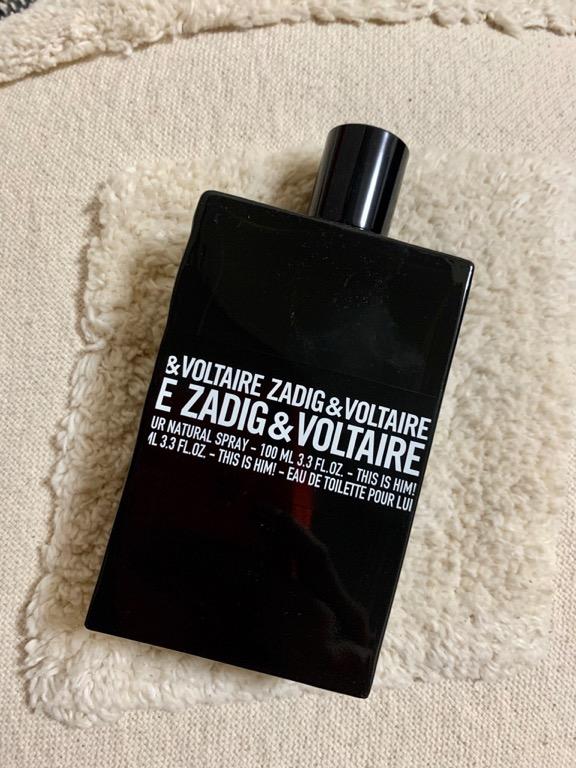 &VOLTAIRE ZADIG&VOLTAIRE
E ZADIG&VOLTAIRE
UR NATURAL SPRAY – 100 ML 3.3 FL.OZ. – THIS IS HIM!
ML 3.3 FL.OZ. – THIS IS HIM! – EAU DE TOILETTE POUR LUI